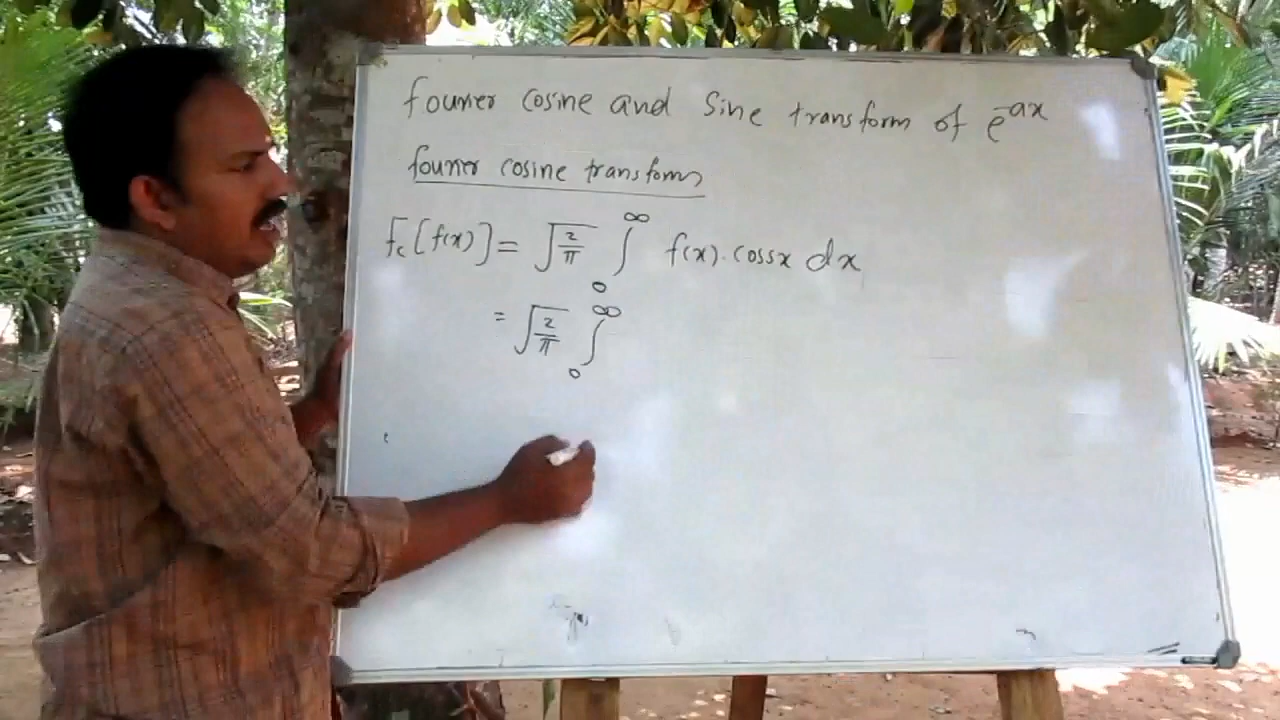 Fourier cosine and Sine transform of e^-ax
Fourier cosine transform
Fc[f(x)] = √2/π ∫0^∞ f(x). cossx dx
= √2/π ∫0^∞